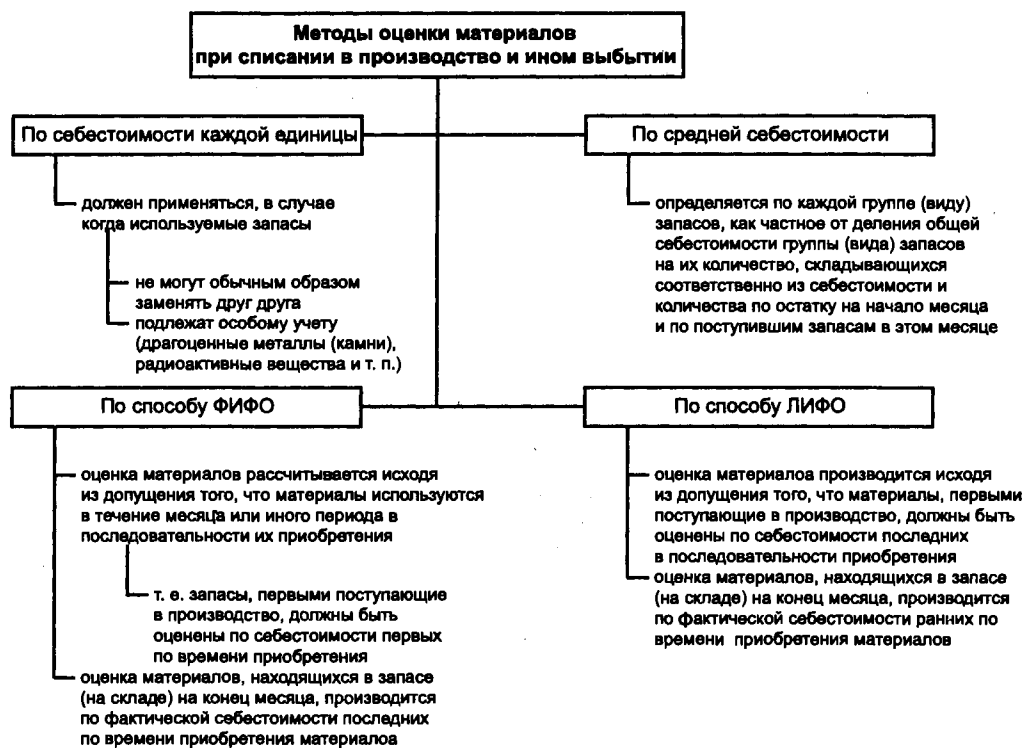 Методы оценки материалов
при списании в производство и ином выбытии
По себестоимости каждой единицы
должен применяться, в случае
когда используемые запасы
не могут обычным образом
заменять друг друга
подлежат особому учету
(драгоценные металлы (камни),
радиоактивные вещества и т. п.)
По средней себестоимости
определяется по каждой группе (виду)
запасов, как частное от деления общей
себестоимости группы (вида) запасов
на их количество, складывающихся
соответственно из себестоимости и
количества по остатку на начало месяца
и по поступившим запасам в этом месяце
По способу ФИФО
оценка материалов рассчитывается исходя
из допущения того, что материалы используются
в течение месяца или иного периода в
последовательности их приобретения
т. е. запасы, первыми поступающие
в производство, должны быть
оценены по себестоимости первых
по времени приобретения
оценка материалов, находящихся в запасе
(на складе) на конец месяца, производится
по фактической себестоимости последних
по времени приобретения материалов
По способу ЛИФО
оценка материалов производится исходя
из допущения того, что материалы, первыми
поступающие в производство, должны быть
оценены по себестоимости последних
в последовательности приобретения
оценка материалов, находящихся в запасе
(на складе) на конец месяца, производится
по фактической себестоимости ранних по
времени приобретения материалов